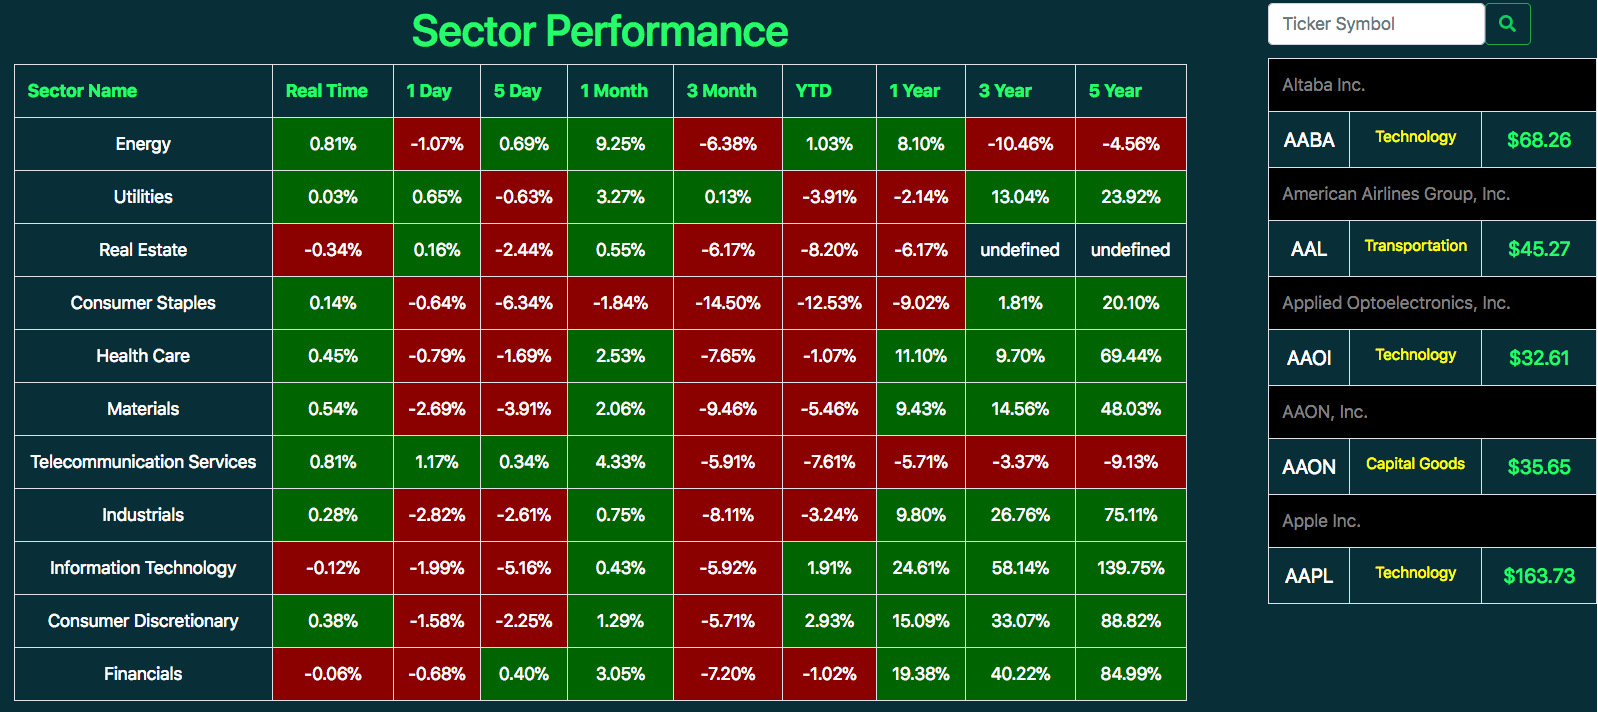 Sector Performance
Sector Name Real Time 1 Day 5 Day 1 Month 3 Month YTD 1 Year 3 Year 5 Year
Energy 0.81% -1.07% 0.69% 9.25% -6.38% 1.03% 8.10% -10.46% -4.56%
Utilities 0.03% 0.65% -0.63% 3.27% 0.13% -3.91% -2.14% 13.04% 23.92%
Real Estate -0.34% 0.16% -2.44% 0.55% -6.17% -8.20% -6.17% undefined undefined
Consumer Staples 0.14% -0.64% -6.34% -1.84% -14.50% -12.53% -9.02% 1.81% 20.10%
Health Care 0.45% -0.79% -1.69% 2.53% -7.65% -1.07% 11.10% 9.70% 69.44%
Materials 0.54% -2.69% -3.91% 2.06% -9.46% -5.46% 9.43% 14.56% 48.03%
Telecommunication Services 0.81% 1.17% 0.34% 4.33% -5.91% -7.61% -5.71% -3.37% -9.13%
Industrials 0.28% -2.82% -2.61% 0.75% -8.11% -3.24% 9.80% 26.76% 75.11%
Information Technology -0.12% -1.99% -5.16% 0.43% -5.92% 1.91% 24.61% 58.14% 139.75%
Consumer Discretionary 0.38% -1.58% -2.25% 1.29% -5.71% 2.93% 15.09% 33.07% 88.82%
Financials -0.06% -0.68% 0.40% 3.05% -7.20% -1.02% 19.38% 40.22% 84.99%
Ticker Symbol
Altaba Inc.
AABA Technology $68.26
American Airlines Group, Inc.
AAL Transportation $45.27
Applied Optoelectronics, Inc.
AAOI Technology $32.61
AAON, Inc.
AAON Capital Goods $35.65
Apple Inc.
AAPL Technology $163.73